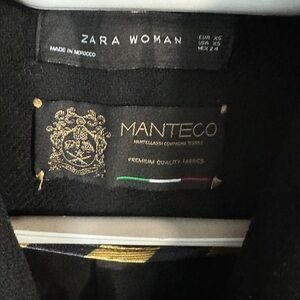 ZARA WOMAN
EUR XS
USA XS
MEX 24
MADE IN MOROCCO
MANTECO
MANTELLASSI COMPAGNIA TESSILE
PREMIUM QUALITY FABRICS